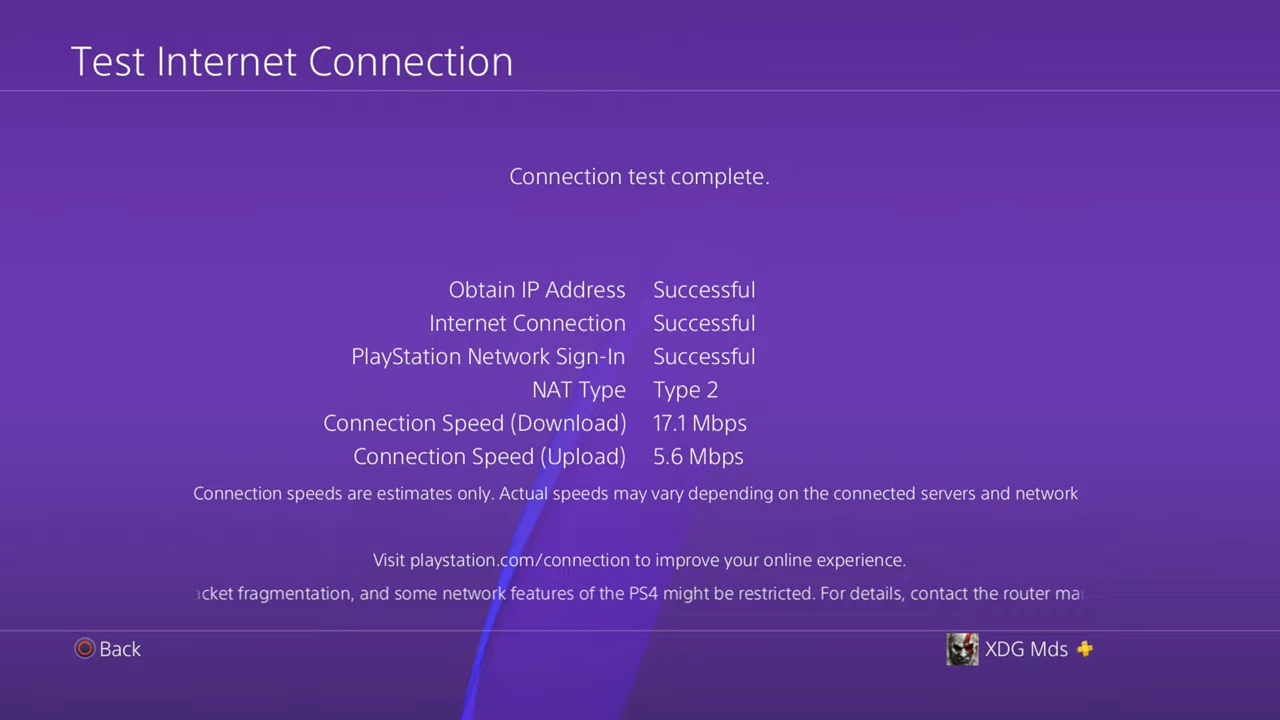 Test Internet Connection
Connection test complete.
Obtain IP Address Successful
Internet Connection Successful
PlayStation Network Sign-In Successful
NAT Type Type 2
Connection Speed (Download) 17.1 Mbps
Connection Speed (Upload) 5.6 Mbps
Connection speeds are estimates only. Actual speeds may vary depending on the connected servers and network
Visit playstation.com/connection to improve your online experience.
fragmentation, and some network features of the PS4 might be restricted. For details, contact the router
Back XDG Mds